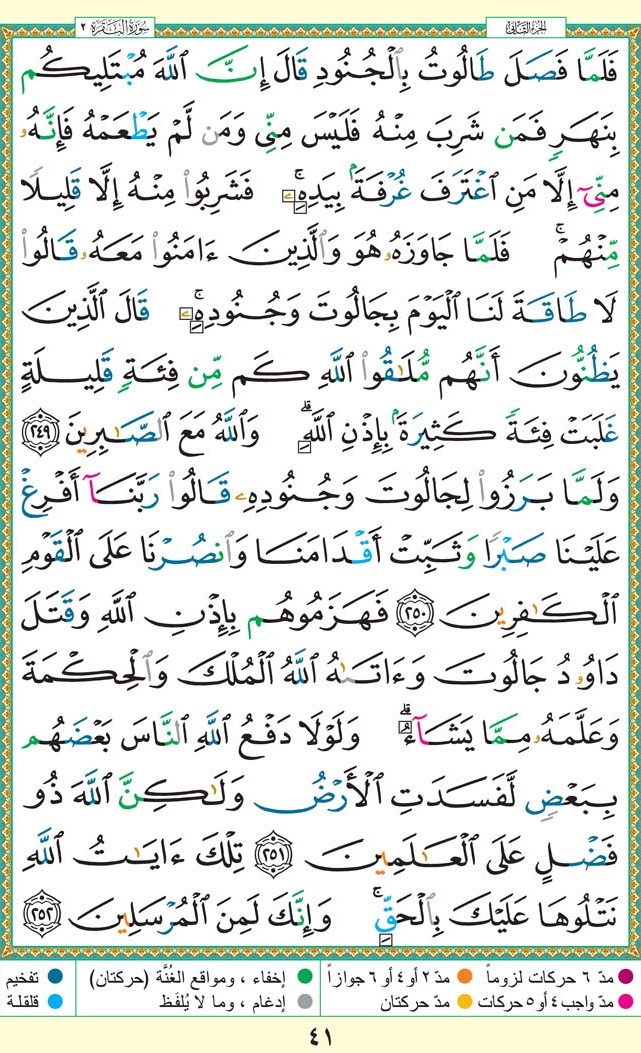 سُورَةُ البَقَرَة ٢
الجزء الثاني
فَلَمَّا فَصَلَ طَالُوتُ بِٱلْجُنُودِ قَالَ إِنَّ ٱللَّهَ مُبْتَلِيكُم
بِنَهَرٍ فَمَن شَرِبَ مِنْهُ فَلَيْسَ مِنِّى وَمَن لَّمْ يَطْعَمْهُ فَإِنَّهُۥ
مِنِّىٓ إِلَّا مَنِ ٱغْتَرَفَ غُرْفَةًۢ بِيَدِهِۦۚ فَشَرِبُوا۟ مِنْهُ إِلَّا قَلِيلًا
مِّنْهُمْۚ فَلَمَّا جَاوَزَهُۥ هُوَ وَٱلَّذِينَ ءَامَنُوا۟ مَعَهُۥ قَالُوا۟
لَا طَاقَةَ لَنَا ٱلْيَوْمَ بِجَالُوتَ وَجُنُودِهِۦۚ قَالَ ٱلَّذِينَ
يَظُنُّونَ أَنَّهُم مُّلَٰقُوا۟ ٱللَّهِ كَم مِّن فِئَةٍ قَلِيلَةٍ
غَلَبَتْ فِئَةً كَثِيرَةًۢ بِإِذْنِ ٱللَّهِۗ وَٱللَّهُ مَعَ ٱلصَّٰبِرِينَ ٢٤٩
وَلَمَّا بَرَزُوا۟ لِجَالُوتَ وَجُنُودِهِۦ قَالُوا۟ رَبَّنَآ أَفْرِغْ
عَلَيْنَا صَبْرًا وَثَبِّتْ أَقْدَامَنَا وَٱنصُرْنَا عَلَى ٱلْقَوْمِ
ٱلْكَٰفِرِينَ ٢٥٠ فَهَزَمُوهُم بِإِذْنِ ٱللَّهِ وَقَتَلَ
دَاوُۥدُ جَالُوتَ وَءَاتَىٰهُ ٱللَّهُ ٱلْمُلْكَ وَٱلْحِكْمَةَ
وَعَلَّمَهُۥ مِمَّا يَشَآءُۗ وَلَوْلَا دَفْعُ ٱللَّهِ ٱلنَّاسَ بَعْضَهُم
بِبَعْضٍ لَّفَسَدَتِ ٱلْأَرْضُ وَلَٰكِنَّ ٱللَّهَ ذُو
فَضْلٍ عَلَى ٱلْعَٰلَمِينَ ٢٥١ تِلْكَ ءَايَٰتُ ٱللَّهِ
نَتْلُوهَا عَلَيْكَ بِٱلْحَقِّۚ وَإِنَّكَ لَمِنَ ٱلْمُرْسَلِينَ ٢٥٢
مدّ ٦ حركات لزوماً مدّ ٢ أو ٤ أو ٦ جوازاً إخفاء ، ومواقع الغُنَّة (حركتان) تفخيم
مدّ واجب ٤ أو ٥ حركات مدّ حركتان إدغام ، وما لا يُلفَظ قلقلة
٤١